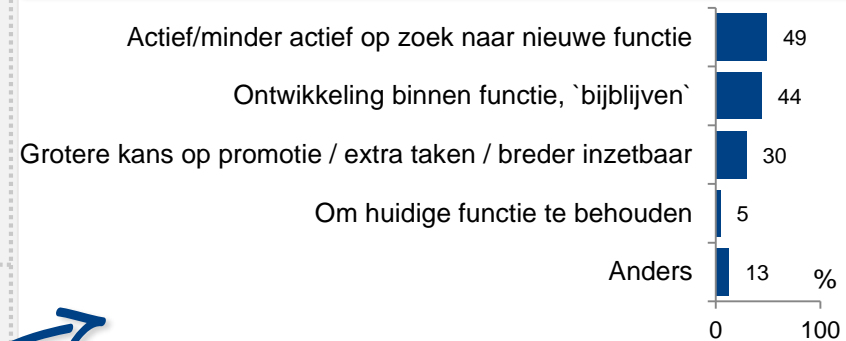 Actief/minder actief op zoek naar nieuwe functie 49
Ontwikkeling binnen functie, `bijblijven` 44
Grotere kans op promotie / extra taken / breder inzetbaar 30
Om huidige functie te behouden 5
Anders 13 %
0 100